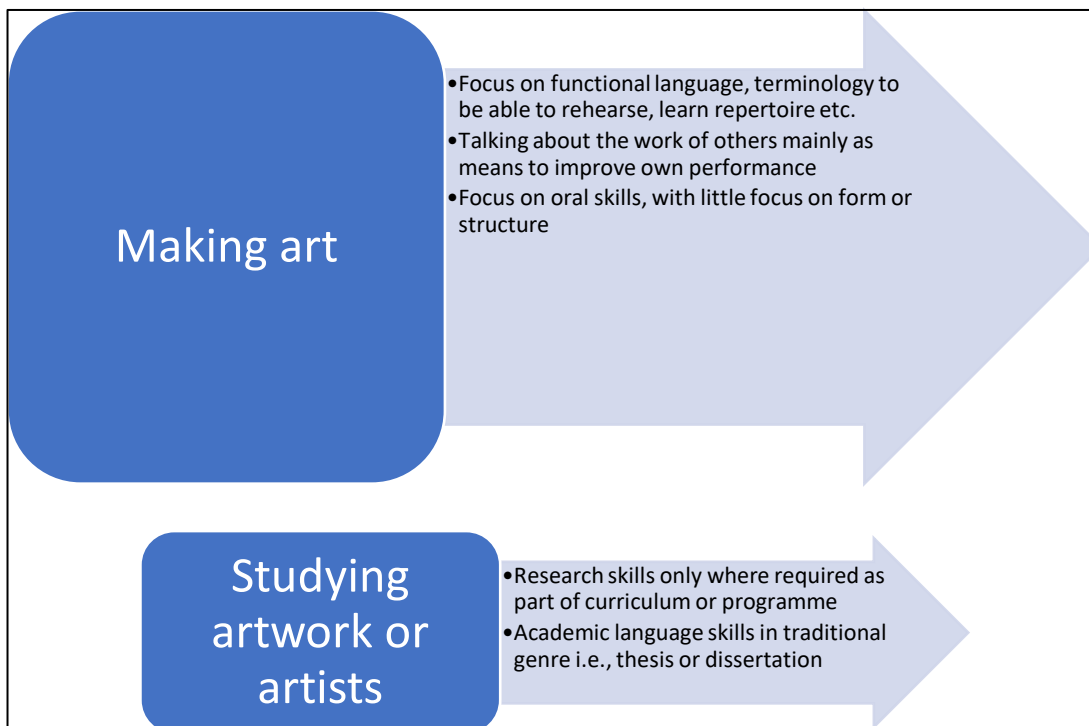 Making art
•Focus on functional language, terminology to
be able to rehearse, learn repertoire etc.
•Talking about the work of others mainly as
means to improve own performance
•Focus on oral skills, with little focus on form or
structure
Studying
artwork or
artists
•Research skills only where required as
part of curriculum or programme
•Academic language skills in traditional
genre i.e., thesis or dissertation